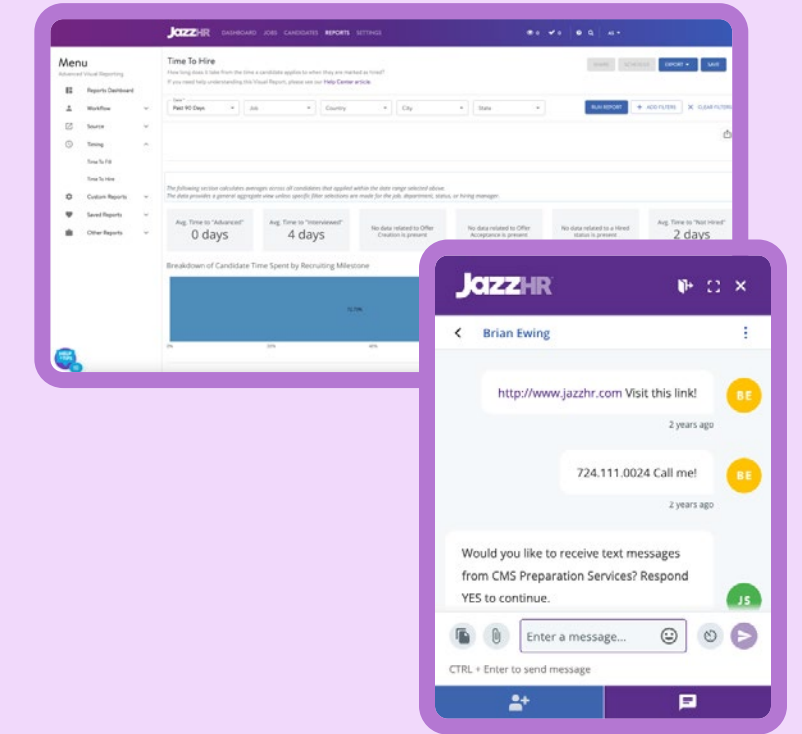 JazzHR DASHBOARD JOBS CANDIDATES REPORTS SETTINGS
Menu
Advanced Visual Reporting
Reports Dashboard
Workflow
Source
Timing
Time To Fill
Time To Hire
Custom Reports
Saved Reports
Other Reports
Time To Hire
How long does it take from the time a candidate applies to when they are marked as hired?
If you need help understanding this Visual Report, please see our Help Center article.
SHARE SCHEDULE EXPORT SAVE
Past 90 Days Job Country City State
RUN REPORT + ADD FILTERS X CLEAR FILTERS
The following section calculates averages across all candidates that applied within the date range selected above.
The data provides a general aggregate view unless specific filter selections are made for the job, department, status, or hiring manager.
Avg. Time to "Advanced"
0 days
Avg. Time to "Interviewed"
4 days
No data related to Offer
Creation is present
No data related to Offer
Acceptance is present
No data related to a Hired
status is present
Avg. Time to "Not Hired"
2 days
Breakdown of Candidate Time Spent by Recruiting Milestone
0% 20% 40%
JazzHR
Brian Ewing
http://www.jazzhr.com Visit this link!
BE
2 years ago
724.111.0024 Call me!
BE
2 years ago
Would you like to receive text messages
from CMS Preparation Services? Respond
YES to continue.
JS
Enter a message...
CTRL + Enter to send message